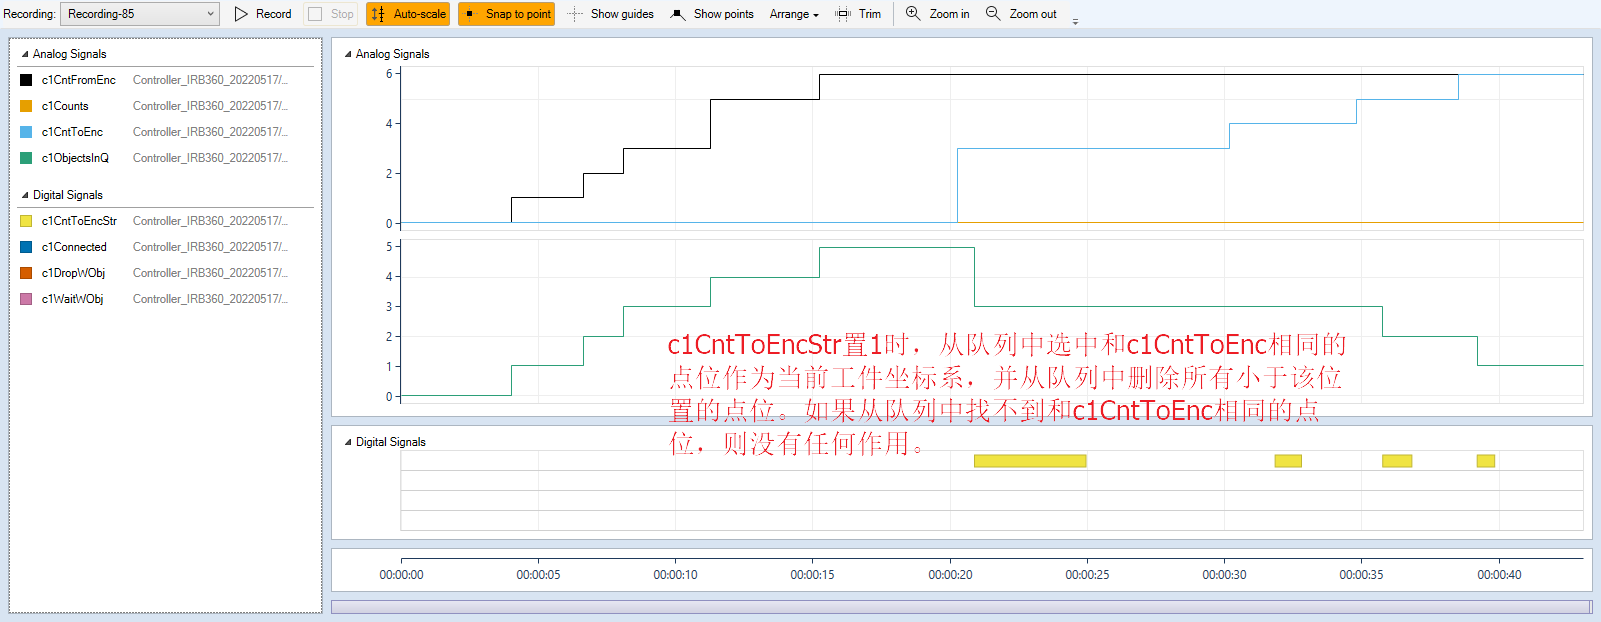 Recording: Recording-85 Record Stop Auto-scale Snap to point Show guides Show points Arrange Trim Zoom in Zoom out
Analog Signals
c1CntFromEnc Controller_IRB360_20220517/...
c1Counts Controller_IRB360_20220517/...
c1CntToEnc Controller_IRB360_20220517/...
c1ObjectsInQ Controller_IRB360_20220517/...
Digital Signals
c1CntToEncStr Controller_IRB360_20220517/...
c1Connected Controller_IRB360_20220517/...
c1DropWObj Controller_IRB360_20220517/...
c1WaitWObj Controller_IRB360_20220517/...
Analog Signals
6
4
2
0
5
4
3
2
1
0
c1CntToEncStr置1时，从队列中选中和c1CntToEnc相同的
点位作为当前工件坐标系，并从队列中删除所有小于该位
置的点位。如果从队列中找不到和c1CntToEnc相同的点
位，则没有任何作用。
Digital Signals
00:00:00 00:00:05 00:00:10 00:00:15 00:00:20 00:00:25 00:00:30 00:00:35 00:00:40